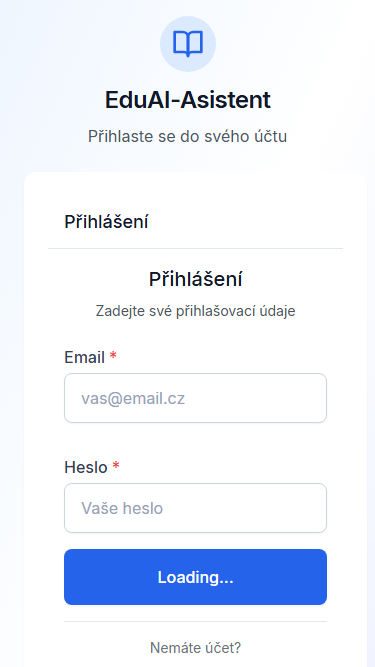 EduAI-Asistent
Přihlaste se do svého účtu
Přihlášení
Přihlášení
Zadejte své přihlašovací údaje
Email *
vas@email.cz
Heslo *
Vaše heslo
Loading...
Nemáte účet?